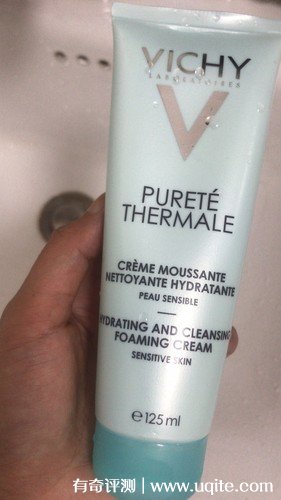 VICHY
LABORATOIRES
V
PURETÉ
THERMALE
CRÈME MOUSSANTE
NETTOYANTE HYDRATANTE
PEAU SENSIBLE
HYDRATING AND CLEANSING
FOAMING CREAM
SENSITIVE SKIN
e 125 ml
有奇评测 | www.uqite.com